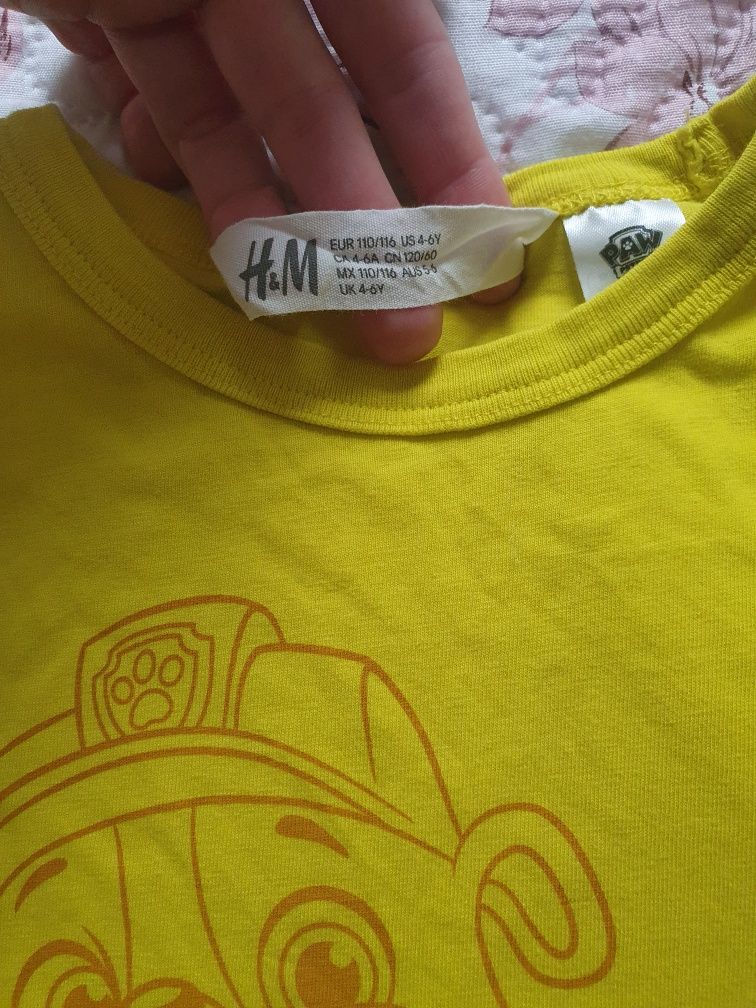 H&M
EUR 110/116 US 4-6Y
CA 4-6A CN 120/60
MX 110/116 AUS 5-6
UK 4-6Y
PAW